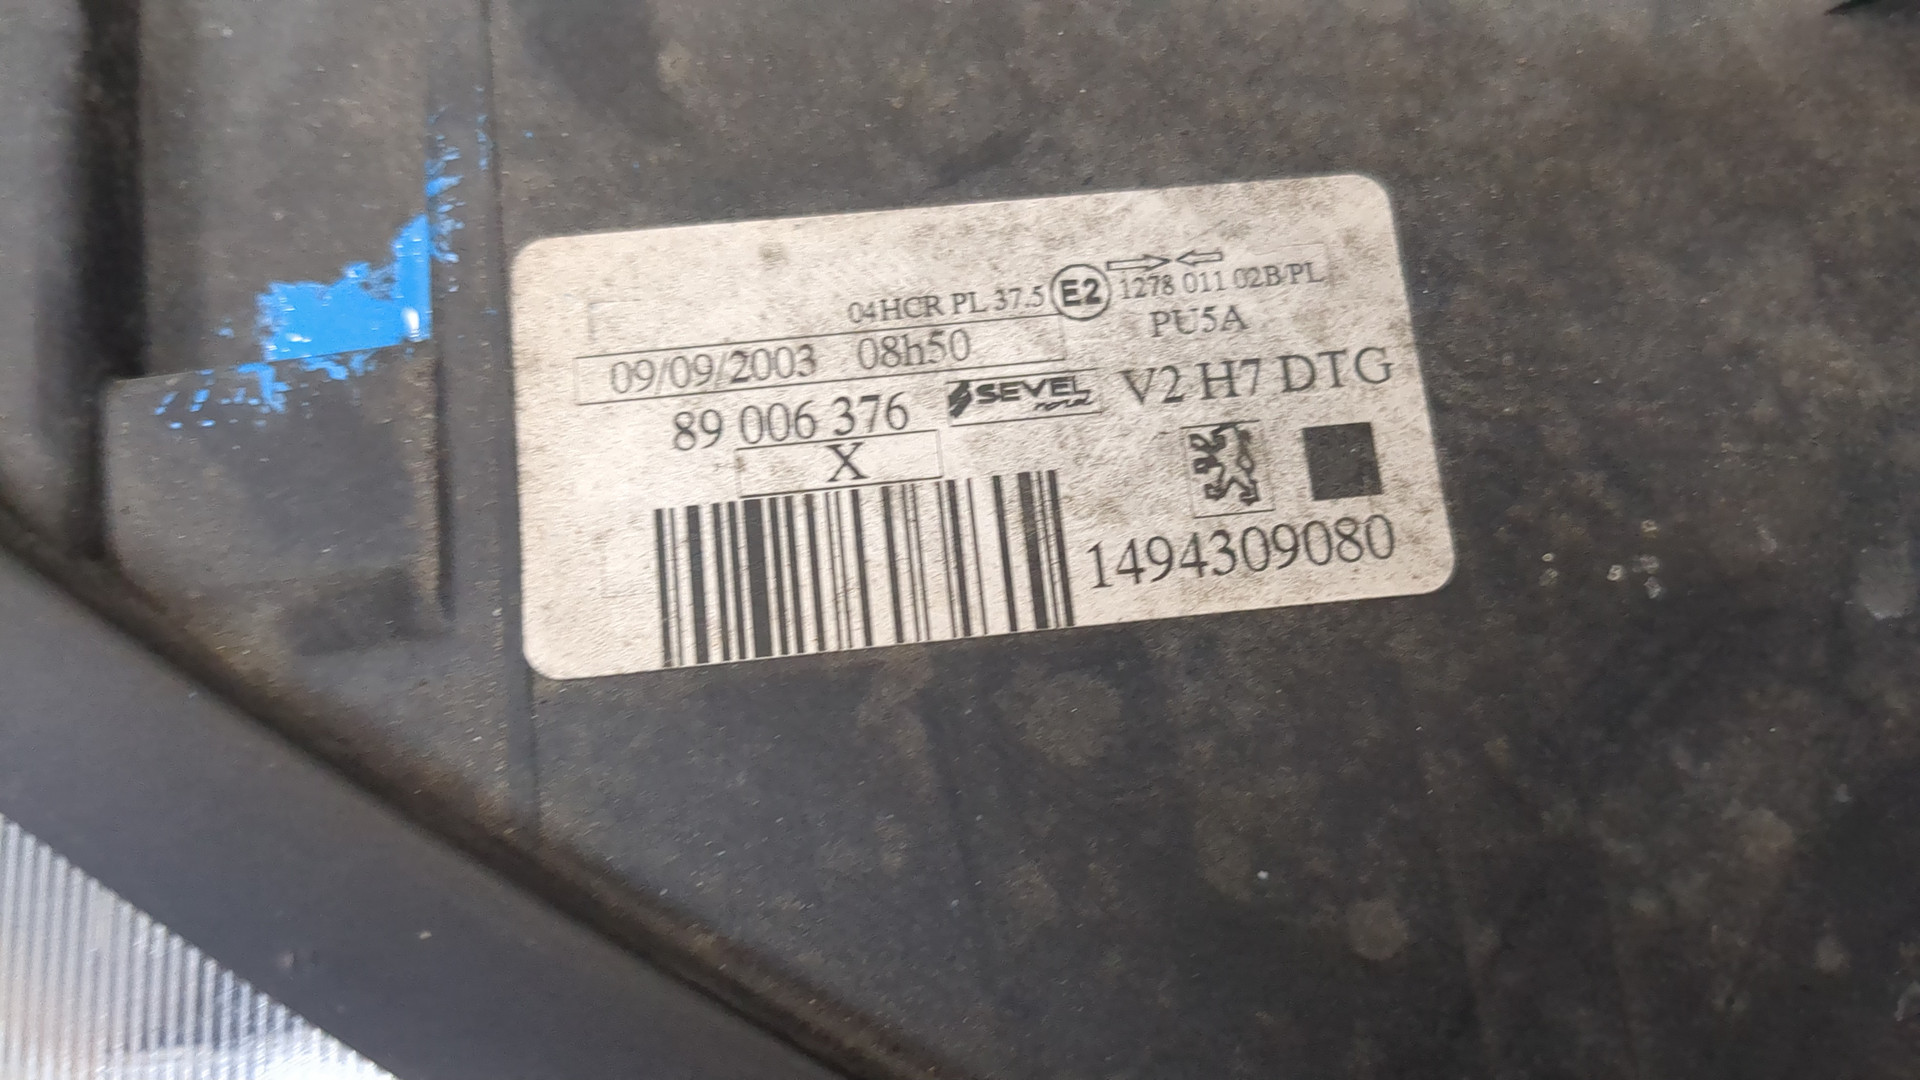 04HCR PL 37.5 E2 1278 011 02B/PL
PU5A
09/09/2003 08h50
89 006 376 SEVEL V2 H7 DTG
X
1494309080